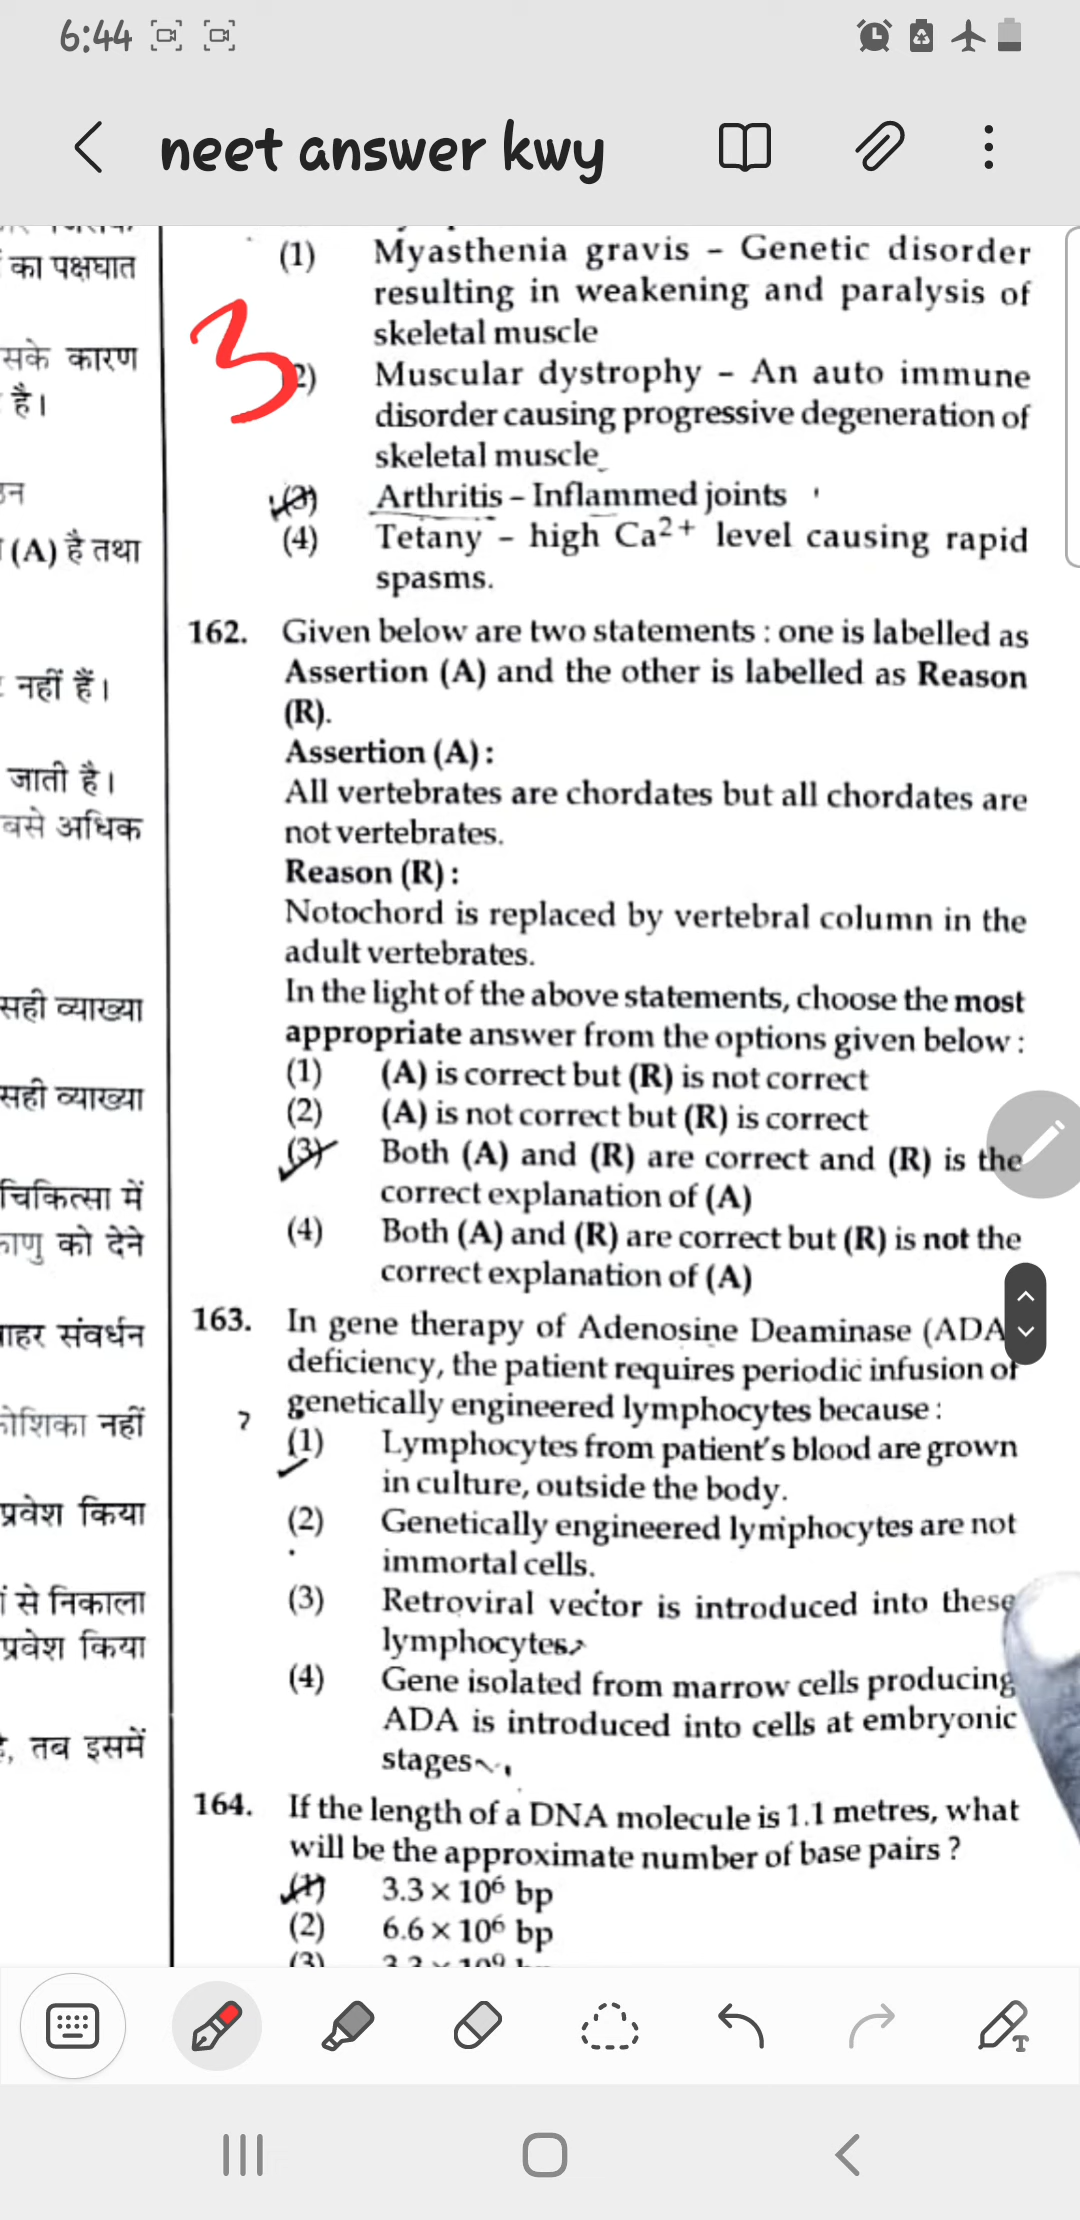 6:44
neet answer kwy
का पक्षघात
सके कारण
है।
(A) है तथा
नहीं हैं।
जाती है।
बसे अधिक
सही व्याख्या
सही व्याख्या
चिकित्सा में
को देने
संवर्धन
नहीं
प्रवेश किया
से निकाला
प्रवेश किया
तब इसमें
3
(1) Myasthenia gravis – Genetic disorder
resulting in weakening and paralysis of
skeletal muscle
2) Muscular dystrophy – An auto immune
disorder causing progressive degeneration of
skeletal muscle
(3) Arthritis – Inflammed joints
(4) Tetany – high Ca2+ level causing rapid
spasms.
162. Given below are two statements : one is labelled as
Assertion (A) and the other is labelled as Reason
(R).
Assertion (A) :
All vertebrates are chordates but all chordates are
not vertebrates.
Reason (R) :
Notochord is replaced by vertebral column in the
adult vertebrates.
In the light of the above statements, choose the most
appropriate answer from the options given below :
(1) (A) is correct but (R) is not correct
(2) (A) is not correct but (R) is correct
(3) Both (A) and (R) are correct and (R) is the
correct explanation of (A)
(4) Both (A) and (R) are correct but (R) is not the
correct explanation of (A)
163. In gene therapy of Adenosine Deaminase (ADA
deficiency, the patient requires periodic infusion of
genetically engineered lymphocytes because :
?
(1) Lymphocytes from patient's blood are grown
in culture, outside the body.
(2) Genetically engineered lymphocytes are not
immortal cells.
(3) Retroviral vector is introduced into these
lymphocytes
(4) Gene isolated from marrow cells producing
ADA is introduced into cells at embryonic
stages
164. If the length of a DNA molecule is 1.1 metres, what
will be the approximate number of base pairs ?
(1) 3.3 × 10⁶ bp
(2) 6.6 × 10⁶ bp
(3)
T